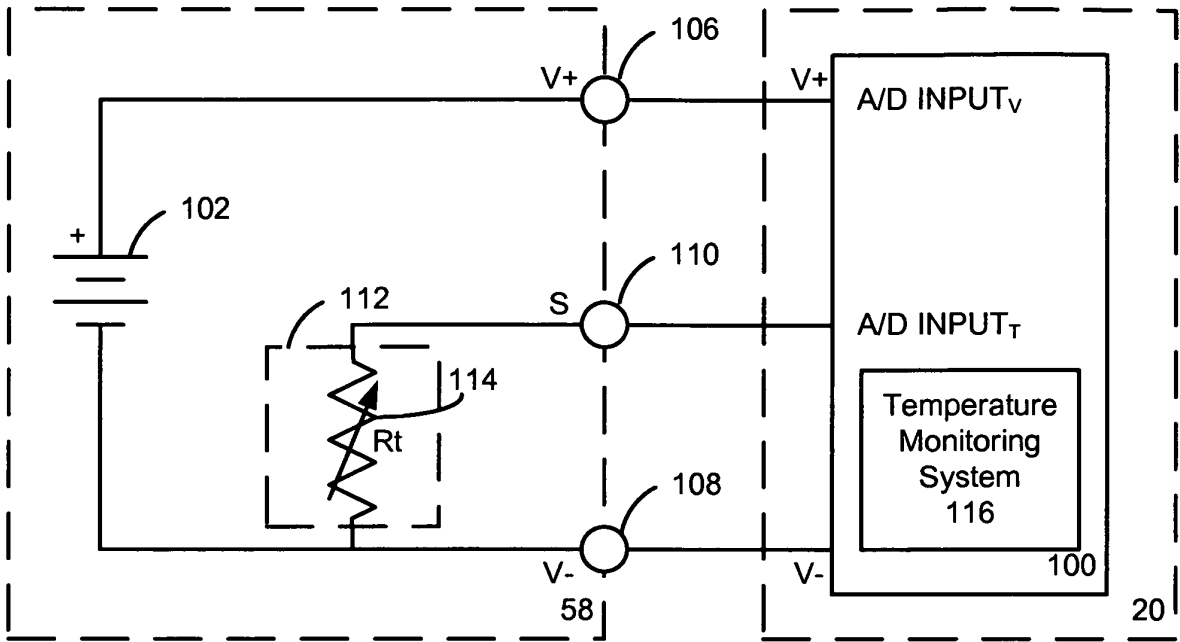 106
V+
V+
A/D INPUTV
102
+
110
S
A/D INPUTT
112
114
Rt
Temperature
Monitoring
System
116
108
100
V-
V-
58
20